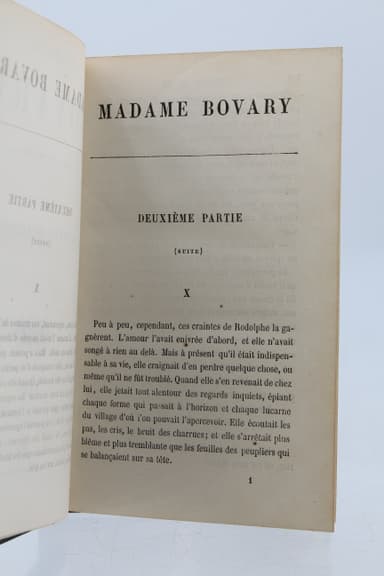 MADAME BOVARY
DEUXIÈME PARTIE
(SUITE)
X
Peu à peu, cependant, ces craintes de Rodolphe la ga-
gnèrent. L'amour l'avait enivrée d'abord, et elle n'avait
songé à rien au delà. Mais à présent qu'il était indispen-
sable à sa vie, elle craignait d'en perdre quelque chose, ou
même qu'il ne fût troublé. Quand elle s'en revenait de chez
lui, elle jetait tout alentour des regards inquiets, épiant
chaque forme qui passait à l'horizon et chaque lucarne
du village d'où l'on pouvait l'apercevoir. Elle écoutait les
pas, les cris, le bruit des charrues; et elle s'arrêtait plus
blême et plus tremblante que les feuilles des peupliers qui
se balançaient sur sa tête.
1